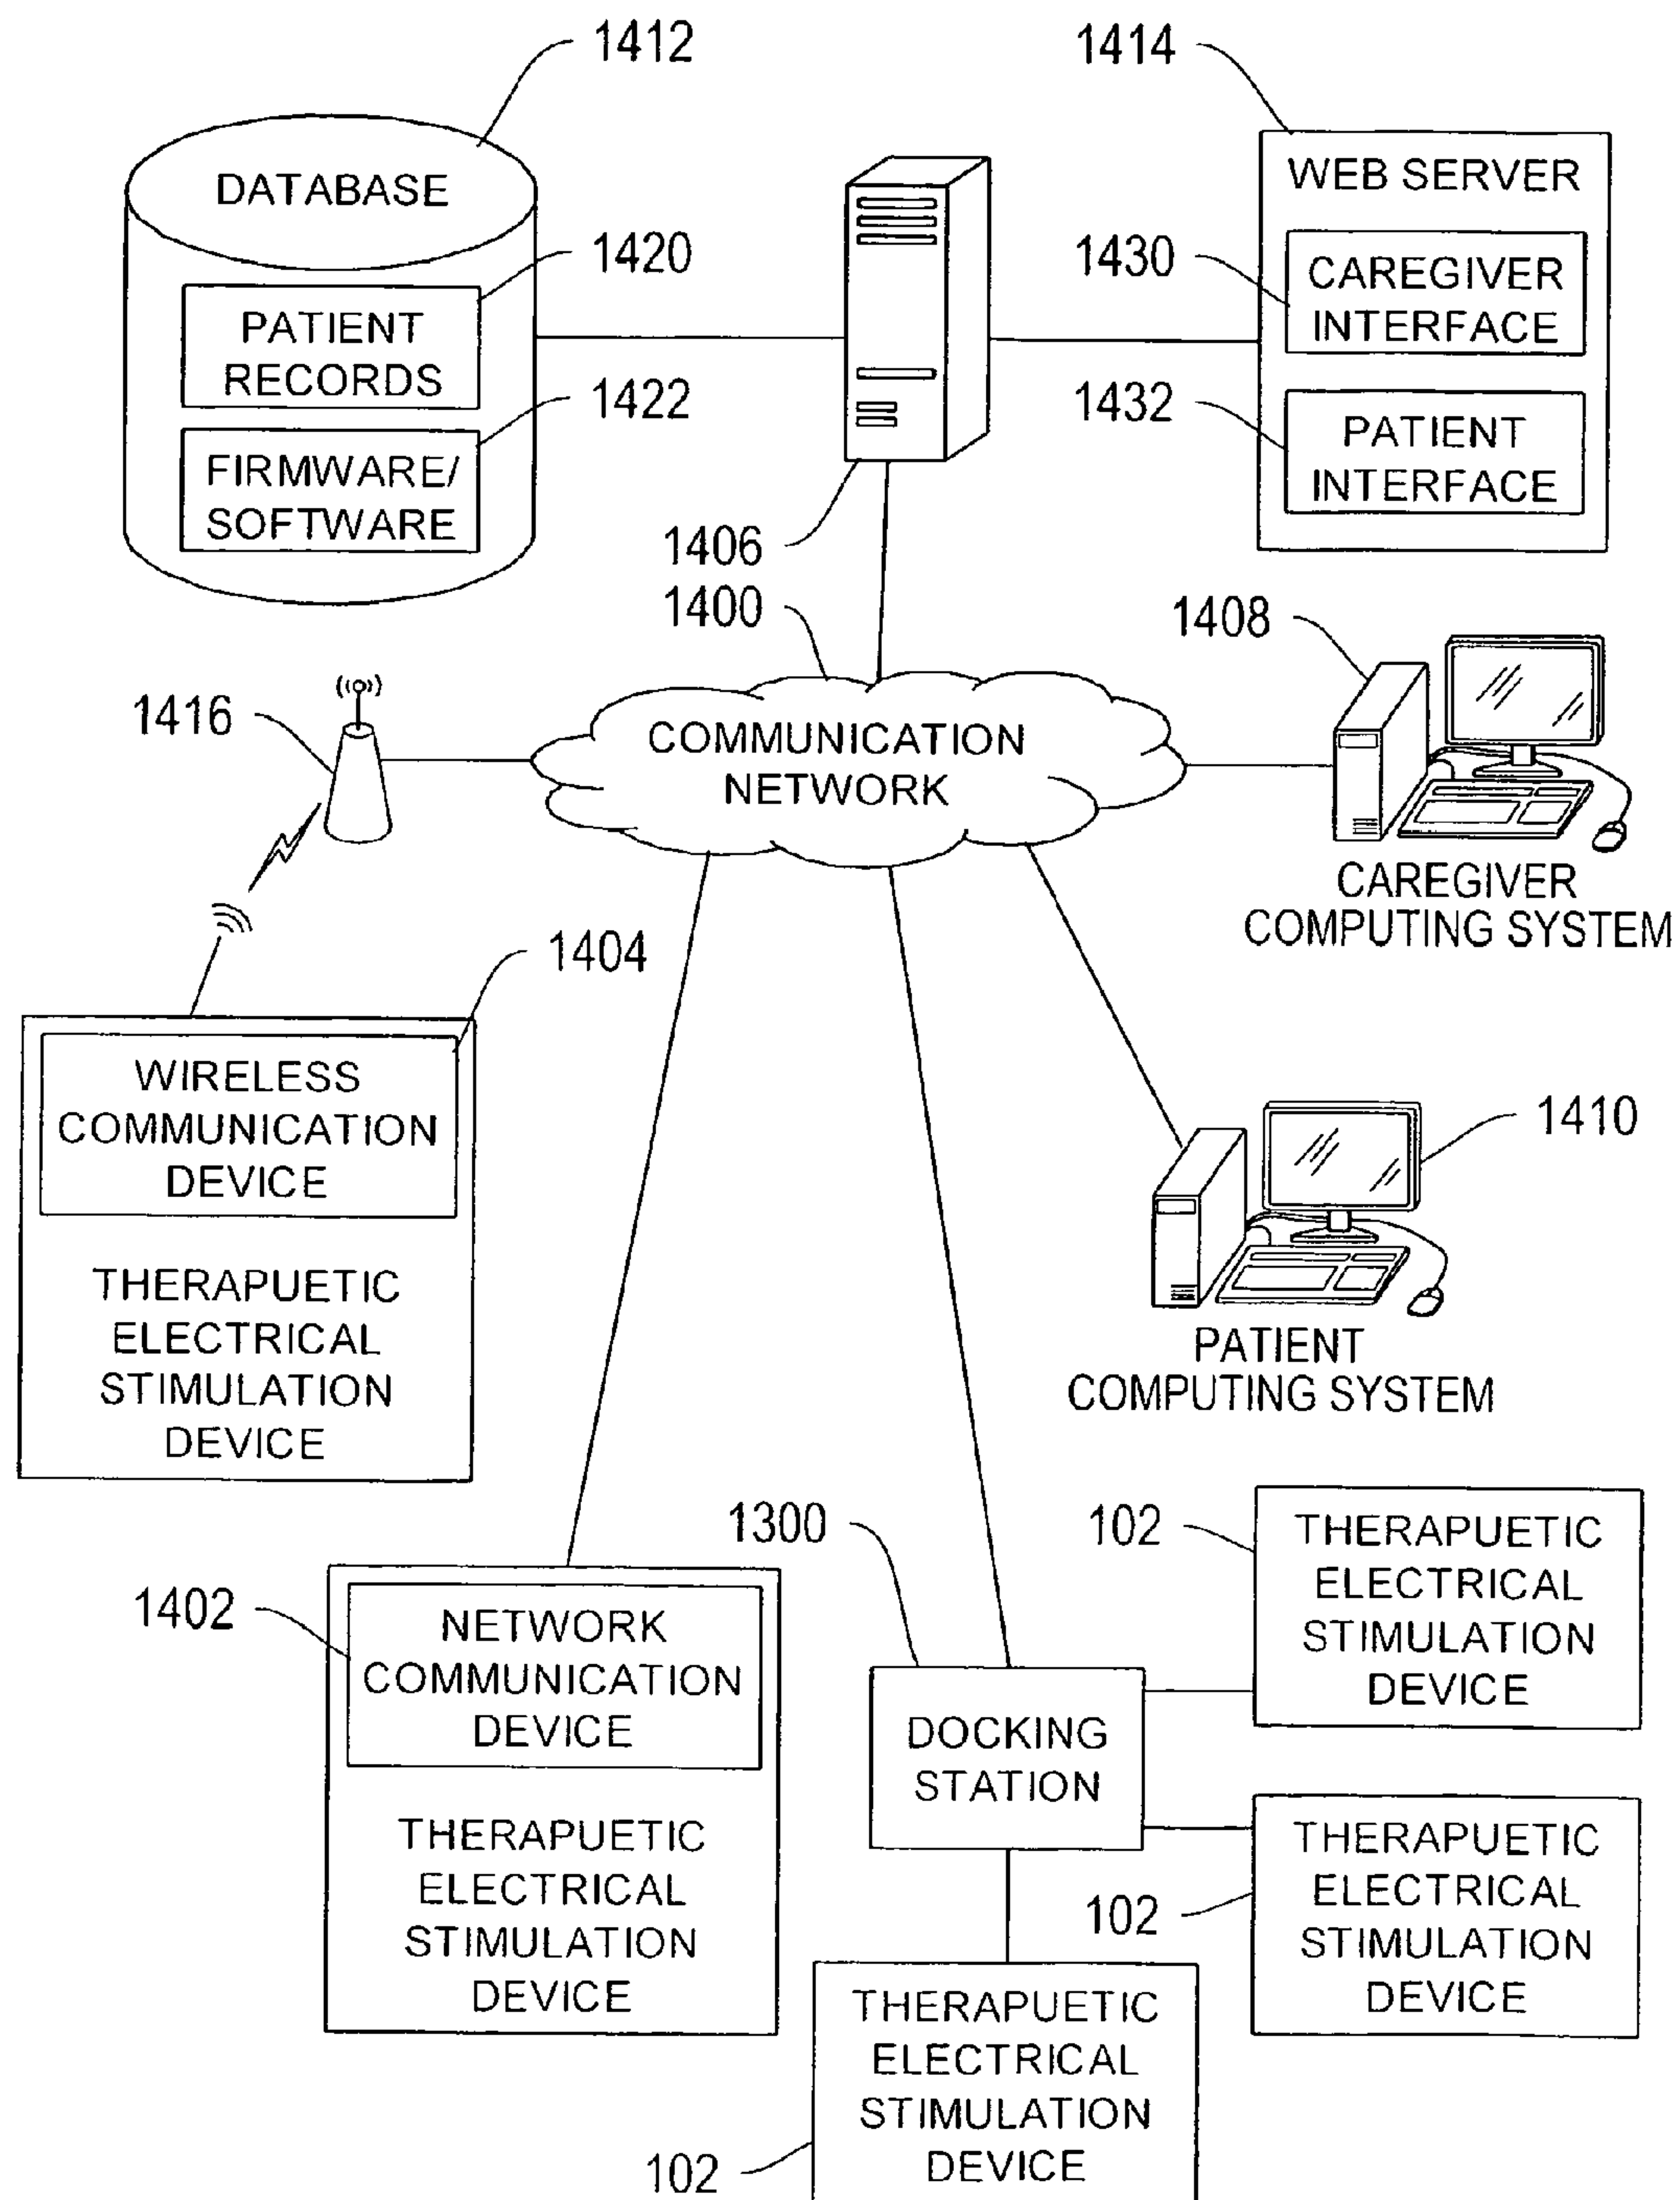 1412
1414
DATABASE
WEB SERVER
1420
1430
PATIENT
RECORDS
CAREGIVER
INTERFACE
1422
1432
FIRMWARE/
SOFTWARE
PATIENT
INTERFACE
1406
1400
1408
1416
COMMUNICATION
NETWORK
CAREGIVER
COMPUTING SYSTEM
1404
WIRELESS
COMMUNICATION
DEVICE
THERAPUETIC
ELECTRICAL
STIMULATION
DEVICE
1410
PATIENT
COMPUTING SYSTEM
1300
102
THERAPUETIC
ELECTRICAL
STIMULATION
DEVICE
1402
NETWORK
COMMUNICATION
DEVICE
THERAPUETIC
ELECTRICAL
STIMULATION
DEVICE
DOCKING
STATION
102
THERAPUETIC
ELECTRICAL
STIMULATION
DEVICE
102
THERAPUETIC
ELECTRICAL
STIMULATION
DEVICE